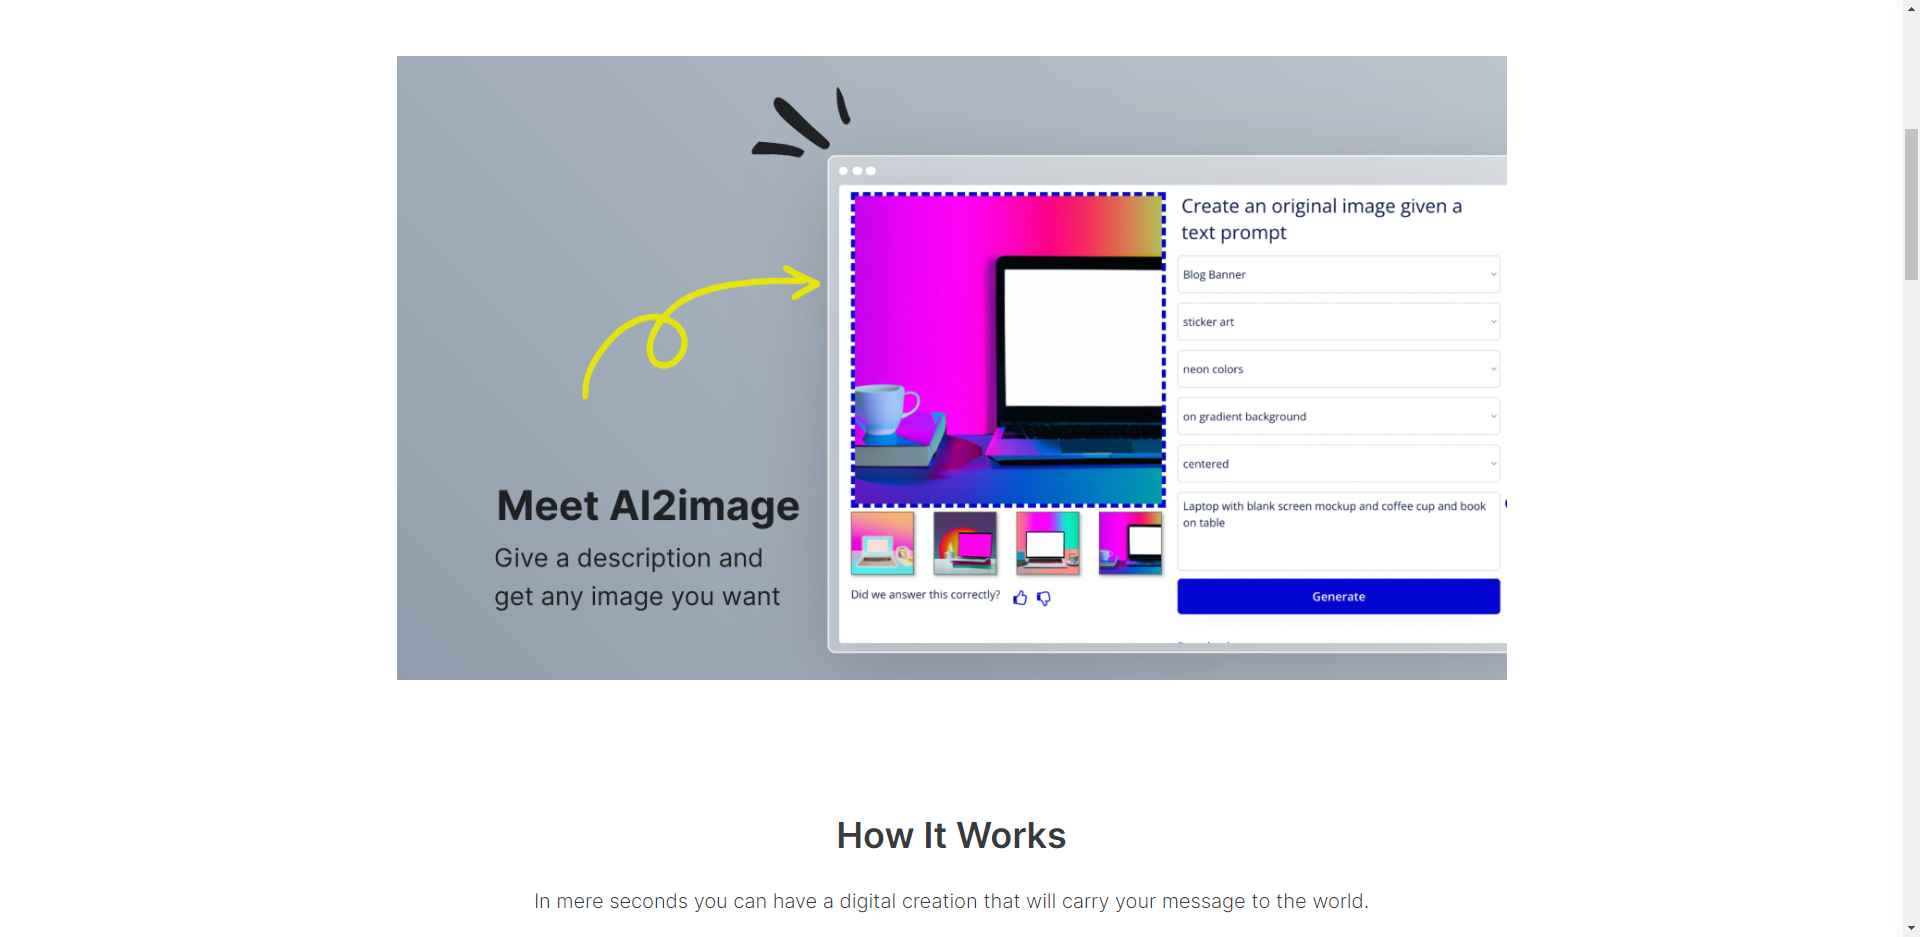 Meet AI2image
Give a description and
get any image you want
Create an original image given a
text prompt
Blog Banner
sticker art
neon colors
on gradient background
centered
Laptop with blank screen mockup and coffee cup and book
on table
Generate
Did we answer this correctly?
How It Works
In mere seconds you can have a digital creation that will carry your message to the world.